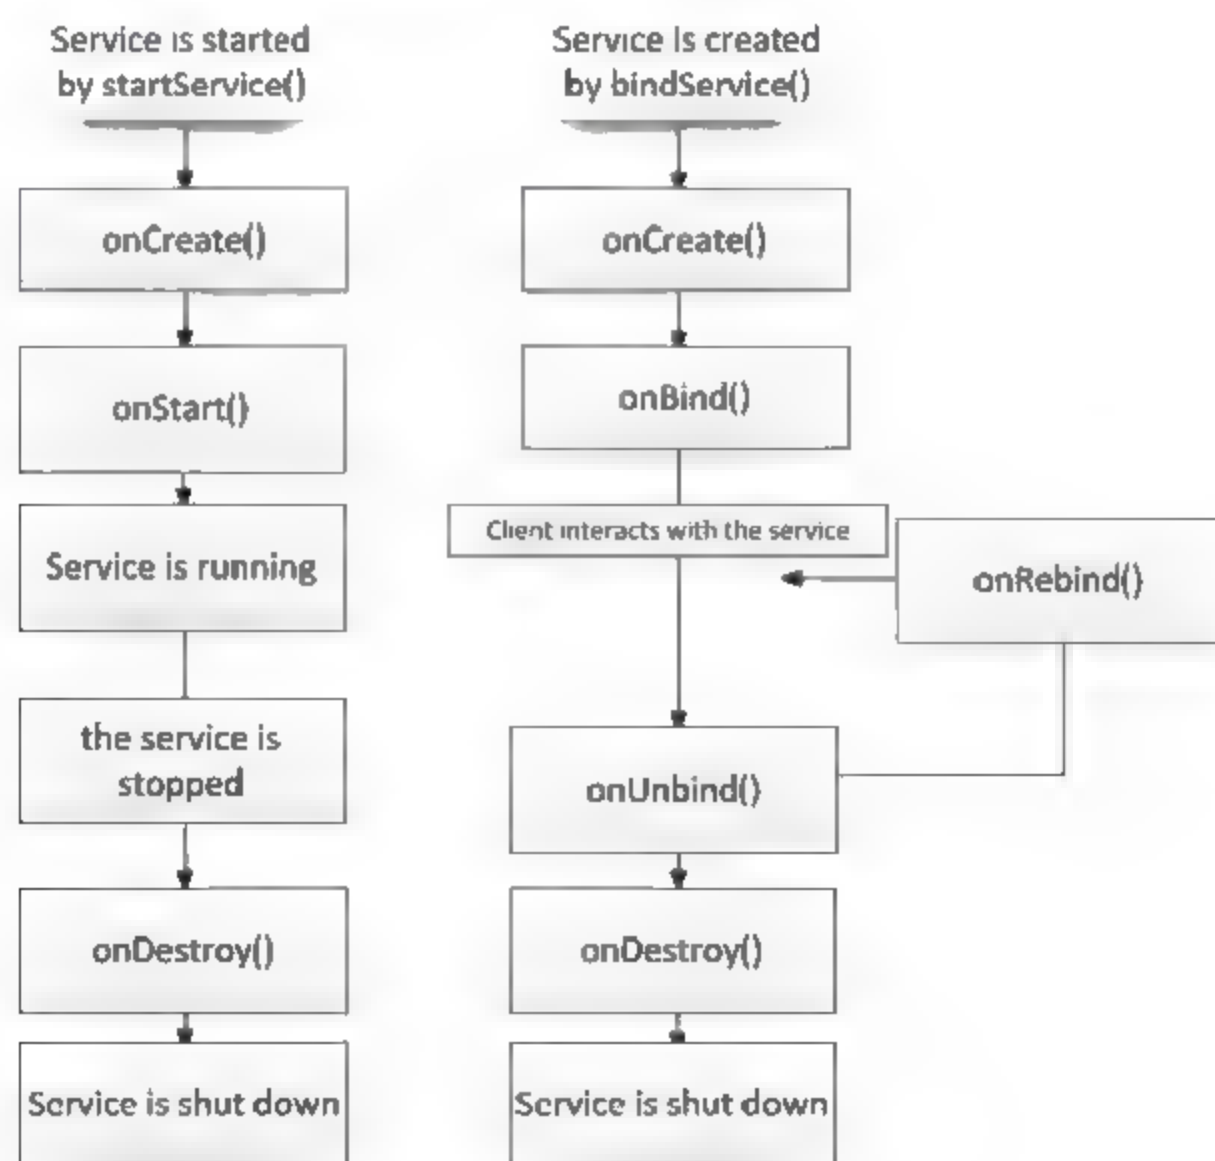 Service is started
by startService()
onCreate()
onStart()
Service is running
the service is
stopped
onDestroy()
Service is shut down
Service Is created
by bindService()
onCreate()
onBind()
Client interacts with the service
onRebind()
onUnbind()
onDestroy()
Service is shut down